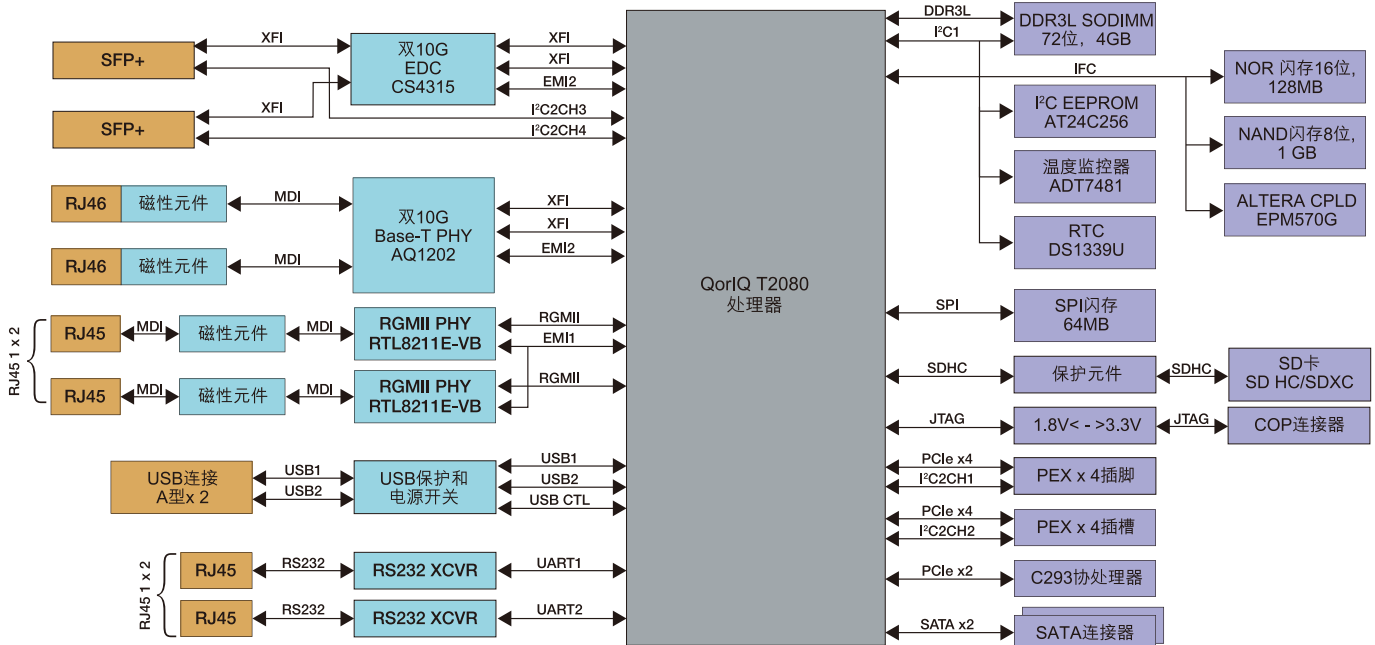 SFP+
XFI
双10G
EDC
CS4315
XFI
XFI
EMI2
SFP+
XFI
I²C2CH3
I²C2CH4
RJ46
磁性元件
MDI
双10G
Base-T PHY
AQ1202
XFI
XFI
EMI2
RJ46
磁性元件
MDI
RJ45 1 x 2
RJ45
MDI
磁性元件
MDI
RGMII PHY
RTL8211E-VB
RGMII
EMI1
RJ45
MDI
磁性元件
MDI
RGMII PHY
RTL8211E-VB
RGMII
USB连接
A型x 2
USB1
USB2
USB保护和
电源开关
USB1
USB2
USB CTL
RJ45 1 x 2
RJ45
RS232
RS232 XCVR
UART1
RJ45
RS232
RS232 XCVR
UART2
QorIQ T2080
处理器
DDR3L
I²C1
DDR3L SODIMM
72位，4GB
IFC
NOR 闪存16位,
128MB
I²C EEPROM
AT24C256
NAND闪存8位,
1 GB
温度监控器
ADT7481
ALTERA CPLD
EPM570G
RTC
DS1339U
SPI
SPI闪存
64MB
SDHC
保护元件
SDHC
SD卡
SD HC/SDXC
JTAG
1.8V< - >3.3V
JTAG
COP连接器
PCIe x4
I²C2CH1
PEX x 4插脚
PCIe x4
I²C2CH2
PEX x 4插槽
PCIe x2
C293协处理器
SATA x2
SATA连接器